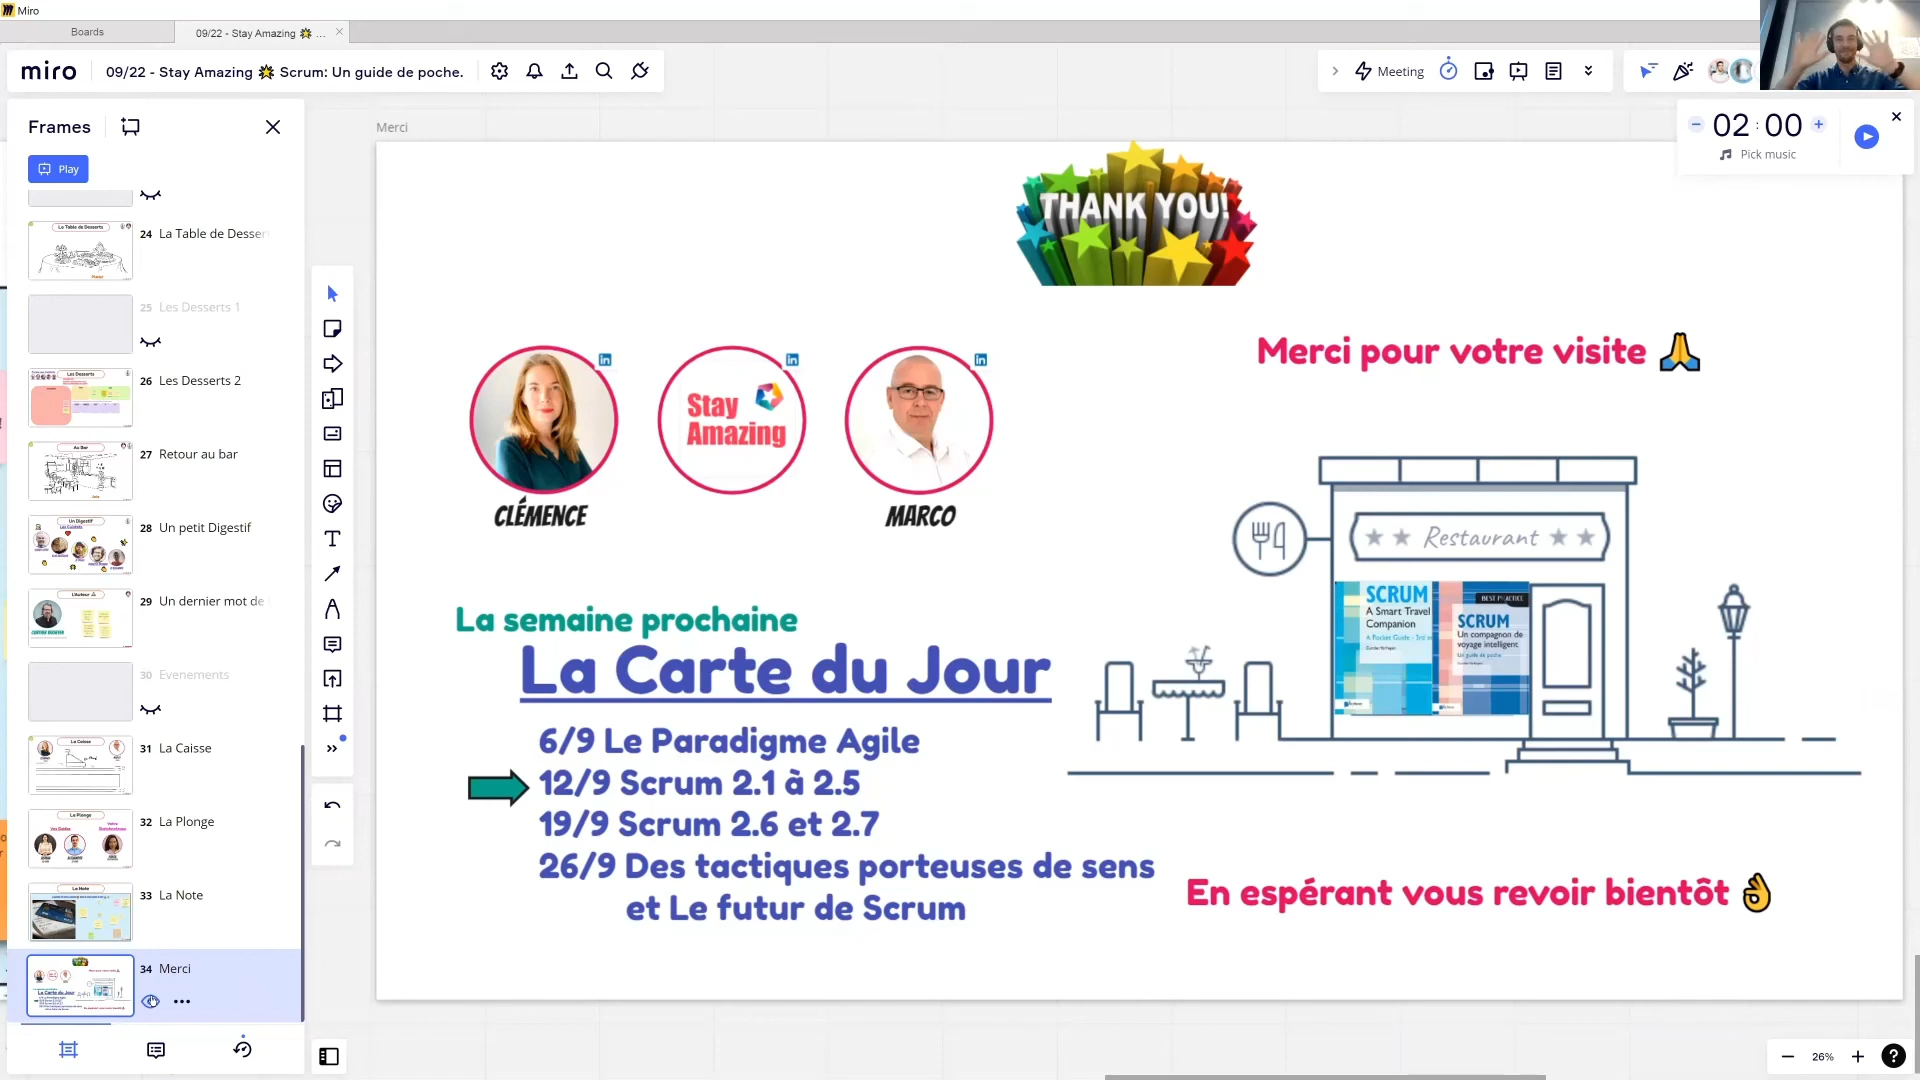 Miro
Boards
09/22 - Stay Amazing 🌟 ...
miro
09/22 - Stay Amazing 🌟 Scrum: Un guide de poche.
Meeting
02 : 00
Pick music
Frames
Play
24 La Table de Desser
25 Les Desserts 1
26 Les Desserts 2
27 Retour au bar
28 Un petit Digestif
29 Un dernier mot de
30 Evenements
31 La Caisse
32 La Plonge
33 La Note
34 Merci
Merci
THANK YOU!
Merci pour votre visite 🙏
Stay
Amazing
CLÉMENCE
MARCO
La semaine prochaine
La Carte du Jour
6/9 Le Paradigme Agile
12/9 Scrum 2.1 à 2.5
19/9 Scrum 2.6 et 2.7
26/9 Des tactiques porteuses de sens
et Le futur de Scrum
Restaurant
SCRUM
A Smart Travel
Companion
BEST PRACTICE
SCRUM
Un compagnon de
voyage intelligent
Un guide de poche
En espérant vous revoir bientôt 👌
26%